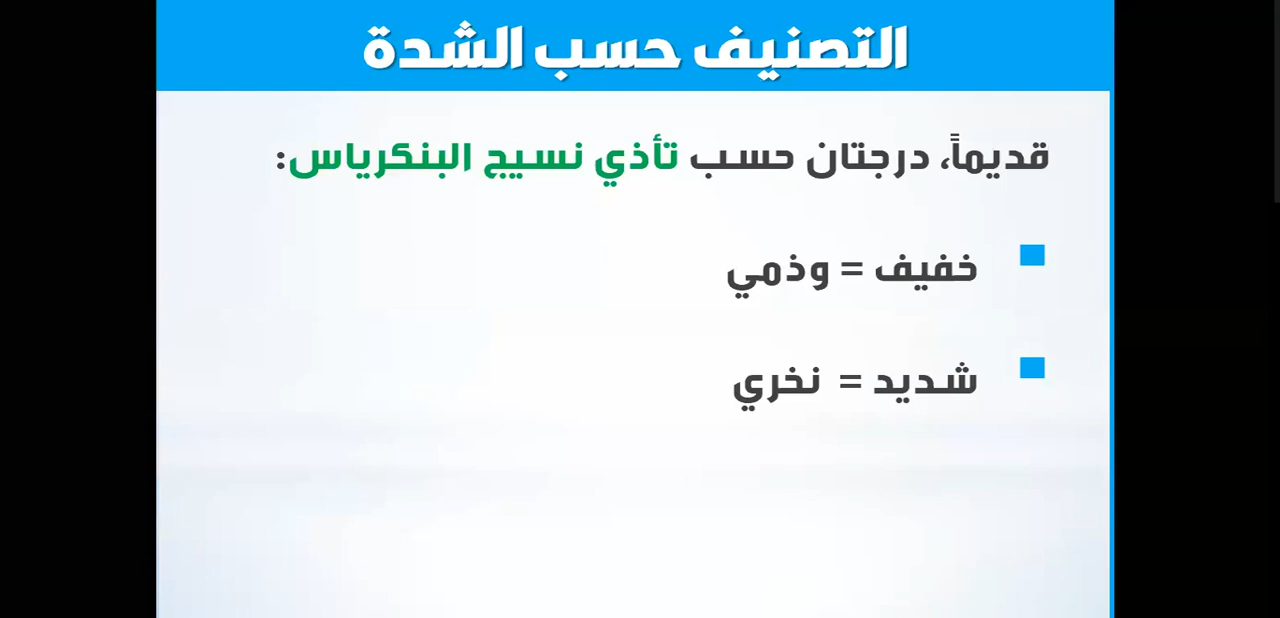 التصنيف حسب الشدة
قديماً، درجتان حسب تأذي نسيج البنكرياس:
خفيف = وذمي
شديد = نخري